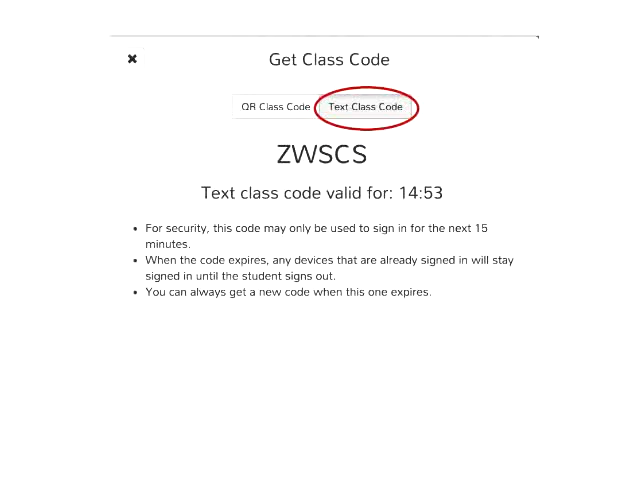 ✖ Get Class Code
QR Class Code Text Class Code
ZWSCS
Text class code valid for: 14:53
• For security, this code may only be used to sign in for the next 15
minutes.
• When the code expires, any devices that are already signed in will stay
signed in until the student signs out.
• You can always get a new code when this one expires.